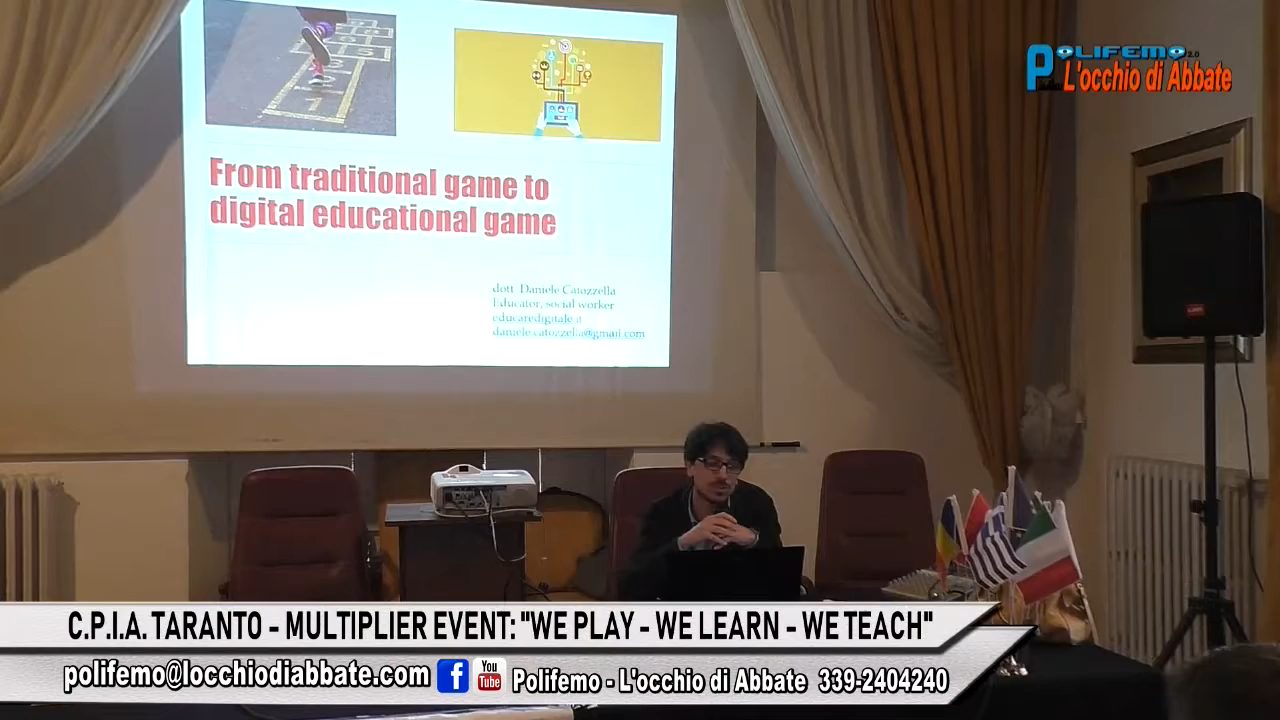 POLIFEMO 2.0
L'occhio di Abbate
From traditional game to
digital educational game
dott. Daniele Catozzella
Educator, social worker
educaredigitale.it
daniele.catozzella@gmail.com
C.P.I.A. TARANTO - MULTIPLIER EVENT: "WE PLAY - WE LEARN - WE TEACH"
polifemo@locchiodiabbate.com
You
Tube
Polifemo - L'occhio di Abbate 339-2404240